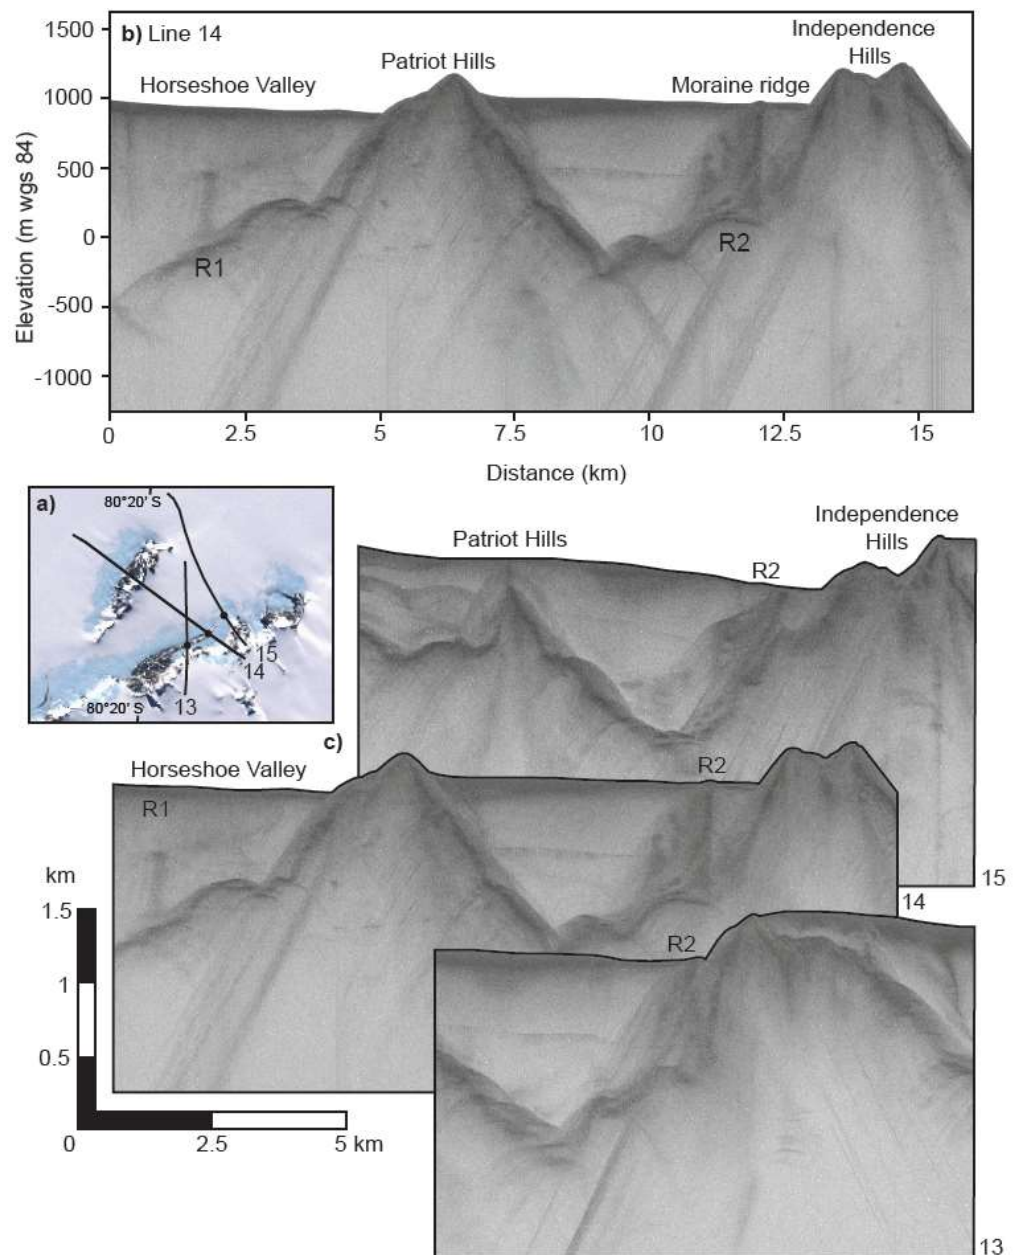 b) Line 14
Independence
Hills
Patriot Hills
Horseshoe Valley
Moraine ridge
1500
1000
500
0
-500
-1000
Elevation (m wgs 84)
R1
R2
0
2.5
5
7.5
10
12.5
15
Distance (km)
a)
80°20' S
15
14
13
80°20' S
Independence
Hills
Patriot Hills
R2
c)
R2
Horseshoe Valley
R1
15
14
R2
km
1.5
1
0.5
0
2.5
5 km
13